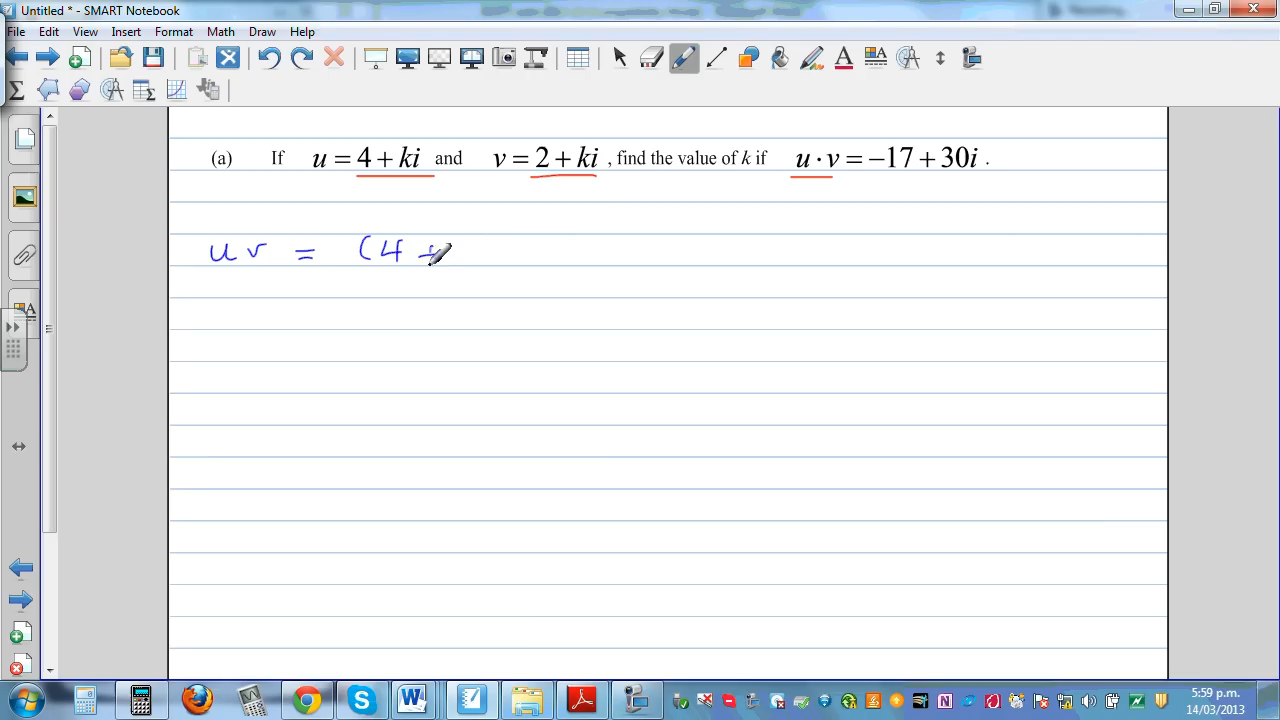 Untitled * - SMART Notebook
File Edit View Insert Format Math Draw Help
(a) If u = 4 + ki and v = 2 + ki , find the value of k if u · v = −17 + 30i .
u v = (4 +
5:59 p.m.
14/03/2013